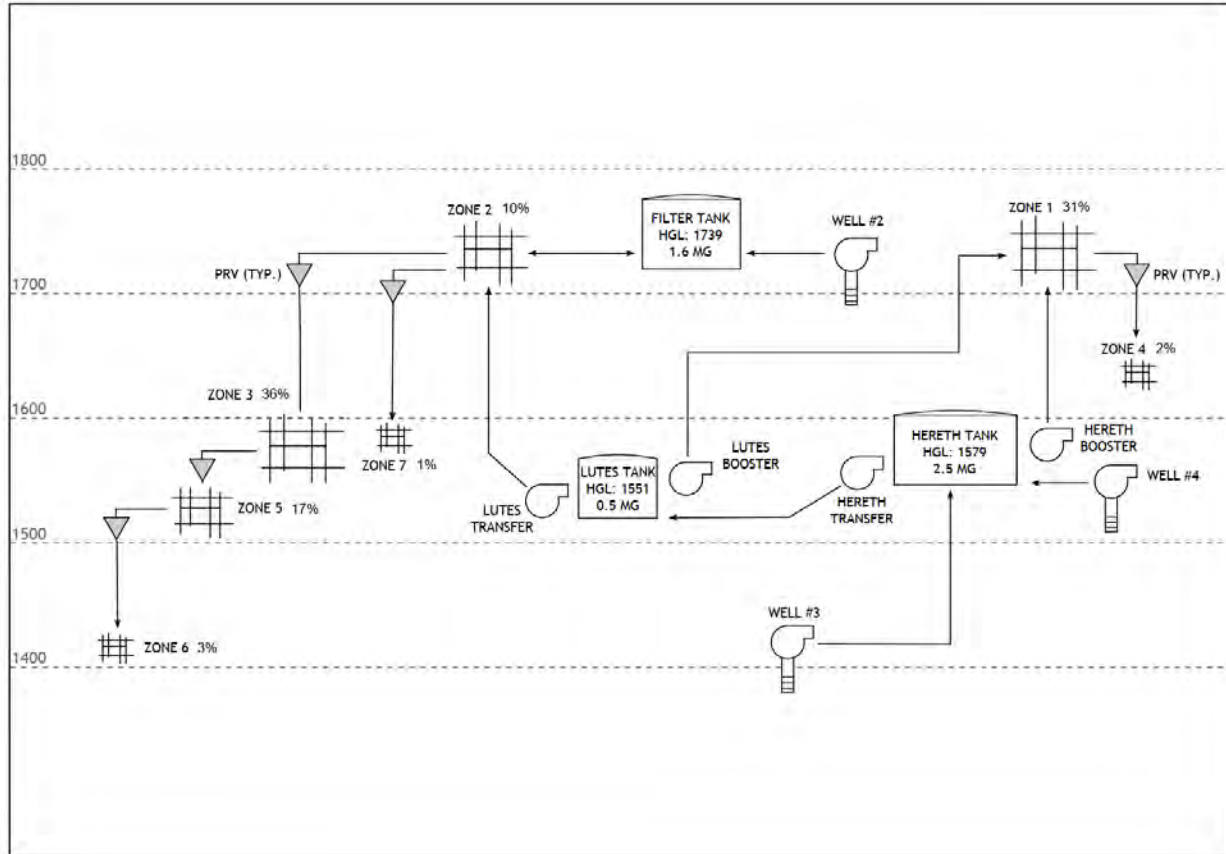 1800
ZONE 2 10%
FILTER TANK
HGL: 1739
1.6 MG
WELL #2
ZONE 1 31%
PRV (TYP.)
PRV (TYP.)
1700
ZONE 4 2%
ZONE 3 36%
1600
ZONE 7 1%
LUTES TANK
HGL: 1551
0.5 MG
LUTES
BOOSTER
HERETH TANK
HGL: 1579
2.5 MG
HERETH
BOOSTER
WELL #4
HERETH
TRANSFER
LUTES
TRANSFER
ZONE 5 17%
1500
WELL #3
ZONE 6 3%
1400